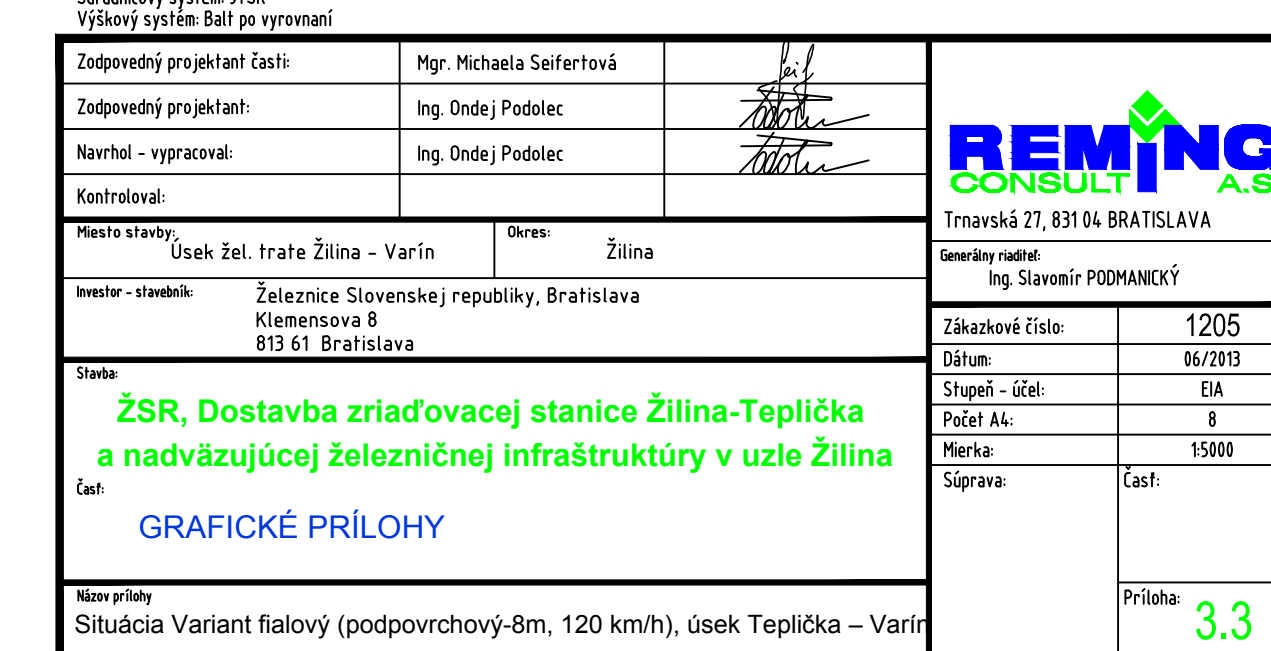 Výškový systém: Balt po vyrovnaní
Zodpovedný projektant časti: Mgr. Michaela Seifertová
Zodpovedný projektant: Ing. Ondej Podolec
Navrhol - vypracoval: Ing. Ondej Podolec
Kontroloval:
Miesto stavby: Úsek žel. trate Žilina - Varín
Okres: Žilina
Investor - stavebník: Železnice Slovenskej republiky, Bratislava
Klemensova 8
813 61 Bratislava
Stavba:
ŽSR, Dostavba zriaďovacej stanice Žilina-Teplička
a nadväzujúcej železničnej infraštruktúry v uzle Žilina
Časť:
GRAFICKÉ PRÍLOHY
Názov prílohy
Situácia Variant fialový (podpovrchový-8m, 120 km/h), úsek Teplička – Varín
REMING
CONSULT A.S
Trnavská 27, 831 04 BRATISLAVA
Generálny riaditeľ:
Ing. Slavomír PODMANICKÝ
Zákazkové číslo: 1205
Dátum: 06/2013
Stupeň - účel: EIA
Počet A4: 8
Mierka: 1:5000
Súprava:
Časť:
Príloha: 3.3